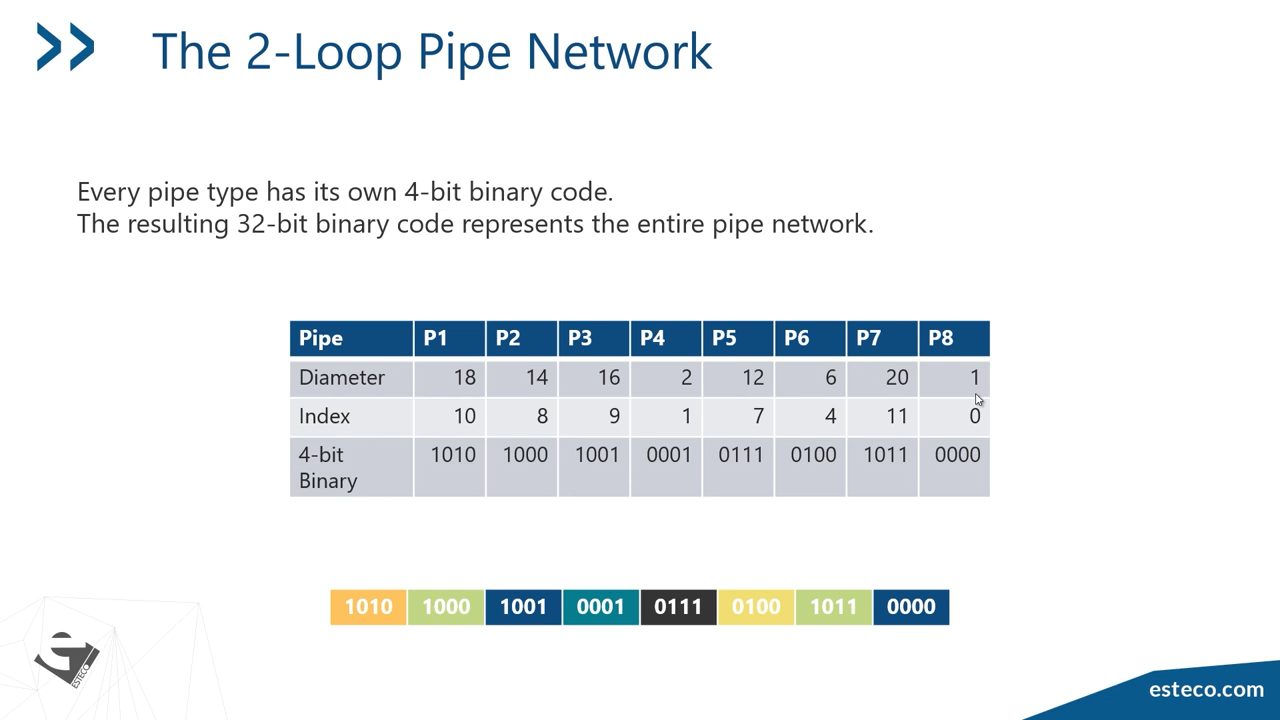 The 2-Loop Pipe Network
Every pipe type has its own 4-bit binary code.
The resulting 32-bit binary code represents the entire pipe network.
Pipe P1 P2 P3 P4 P5 P6 P7 P8
Diameter 18 14 16 2 12 6 20 1
Index 10 8 9 1 7 4 11 0
4-bit 1010 1000 1001 0001 0111 0100 1011 0000
Binary
1010 1000 1001 0001 0111 0100 1011 0000
ESTECO
esteco.com